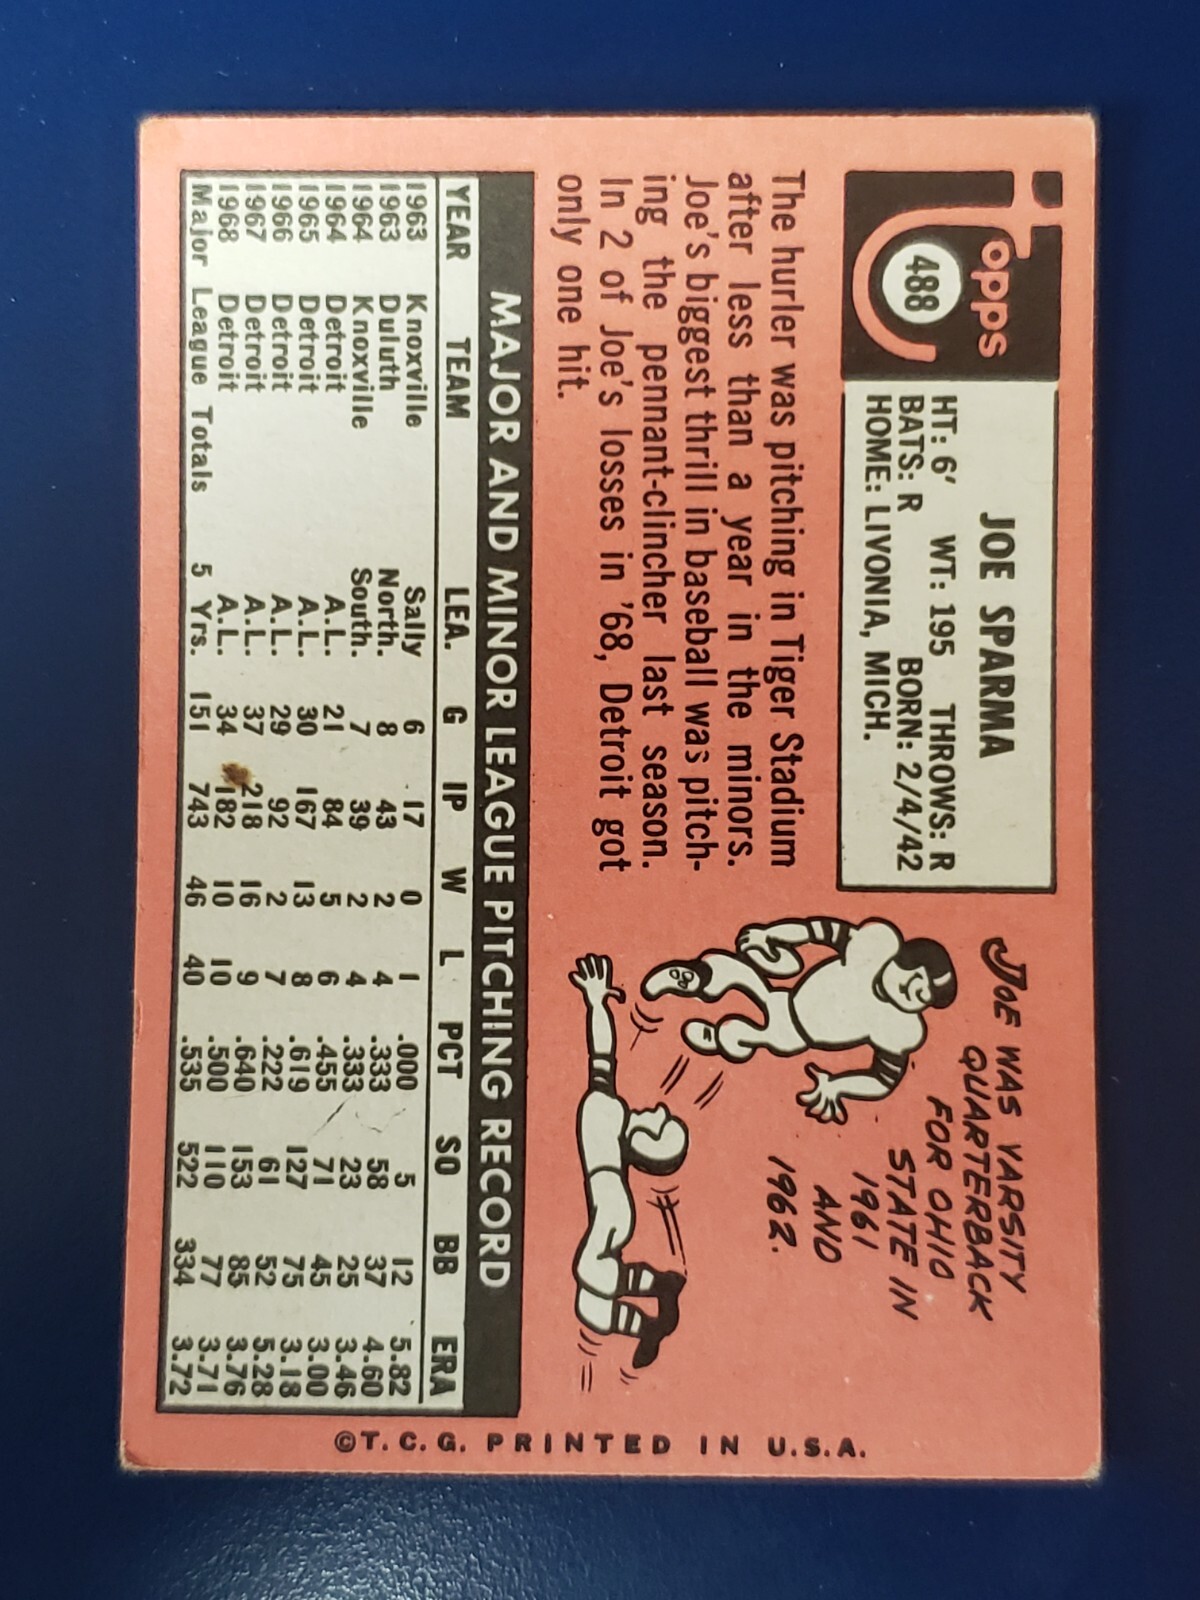 Topps
488
JOE SPARMA
HT: 6' WT: 195 THROWS: R
BATS: R BORN: 2/4/42
HOME: LIVONIA, MICH.
The hurler was pitching in Tiger Stadium
after less than a year in the minors.
Joe's biggest thrill in baseball was pitch-
ing the pennant-clincher last season.
In 2 of Joe's losses in '68, Detroit got
only one hit.
JOE WAS VARSITY
QUARTERBACK
FOR OHIO
STATE IN
1961
AND
1962.
MAJOR AND MINOR LEAGUE PITCHING RECORD
YEAR TEAM LEA. G IP W L PCT SO BB ERA
1963 Knoxville Sally 6 17 0 1 .000 5 12 5.82
1963 Duluth North. 8 43 2 4 .333 58 37 4.60
1964 Knoxville South. 7 39 2 4 .333 23 25 3.46
1964 Detroit A.L. 21 84 5 6 .455 71 45 3.00
1965 Detroit A.L. 30 167 13 8 .619 127 75 3.18
1966 Detroit A.L. 29 92 2 7 .222 61 52 5.28
1967 Detroit A.L. 37 218 16 9 .640 153 85 3.76
1968 Detroit A.L. 34 182 10 10 .500 110 77 3.71
Major League Totals 5 Yrs. 151 743 46 40 .535 522 334 3.72
©T.C.G. PRINTED IN U.S.A.